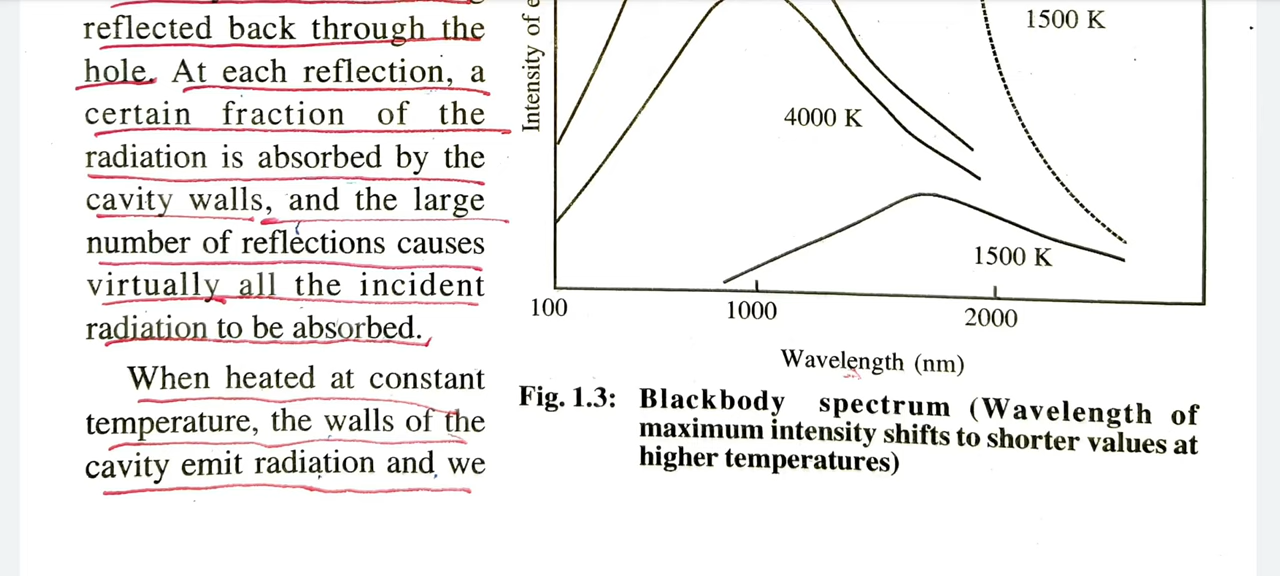 reflected back through the
hole. At each reflection, a
certain fraction of the
radiation is absorbed by the
cavity walls, and the large
number of reflections causes
virtually all the incident
radiation to be absorbed.
When heated at constant
temperature, the walls of the
cavity emit radiation and we
Intensity of
1500 K
4000 K
1500 K
100
1000
2000
Wavelength (nm)
Fig. 1.3: Blackbody spectrum (Wavelength of
maximum intensity shifts to shorter values at
higher temperatures)